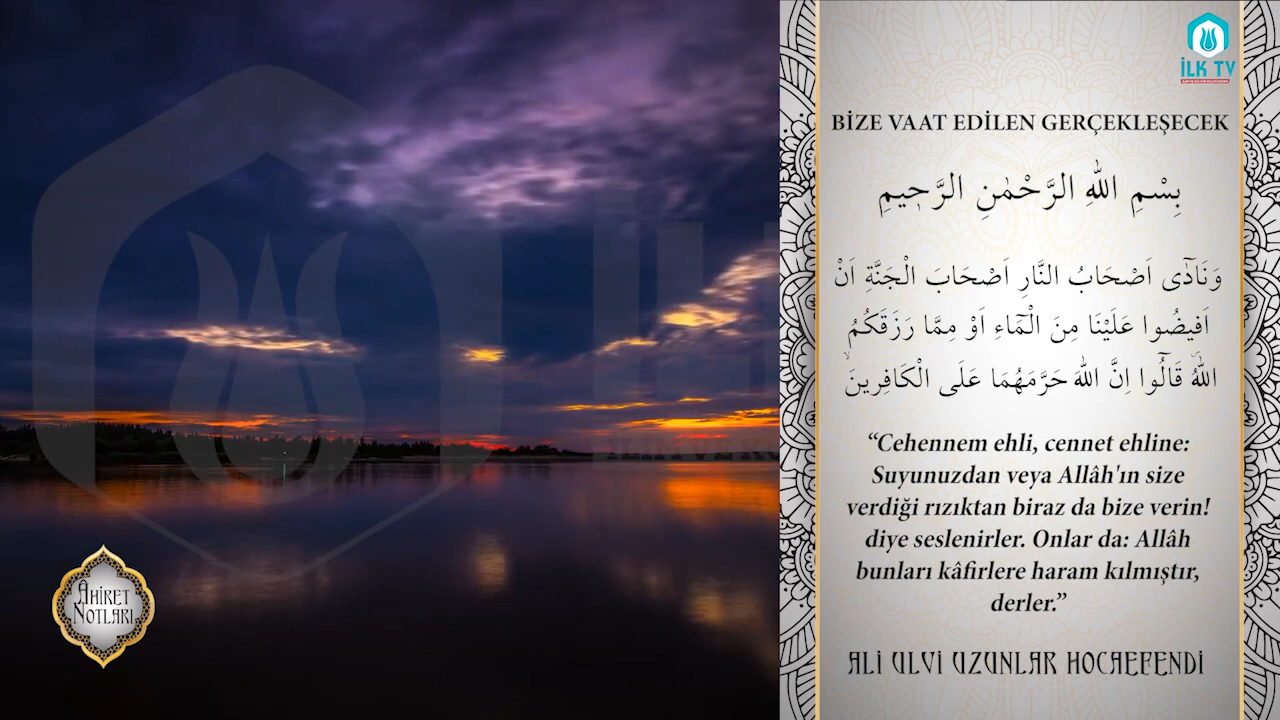 İLK TV
BİZE VAAT EDİLEN GERÇEKLEŞECEK
بِسْمِ اللّٰهِ الرَّحْمٰنِ الرَّح۪يمِ
وَنَادٰٓى اَصْحَابُ النَّارِ اَصْحَابَ الْجَنَّةِ اَنْ
اَف۪يضُوا عَلَيْنَا مِنَ الْمَٓاءِ اَوْ مِمَّا رَزَقَكُمُ
اللّٰهُۜ قَالُٓوا اِنَّ اللّٰهَ حَرَّمَهُمَا عَلَى الْكَافِر۪ينَۙ
“Cehennem ehli, cennet ehline:
Suyunuzdan veya Allâh'ın size
verdiği rızıktan biraz da bize verin!
diye seslenirler. Onlar da: Allâh
bunları kâfirlere haram kılmıştır,
derler.”
ALİ ULVİ UZUNLAR HOCAEFENDİ
ÂHİRET
NOTLARI